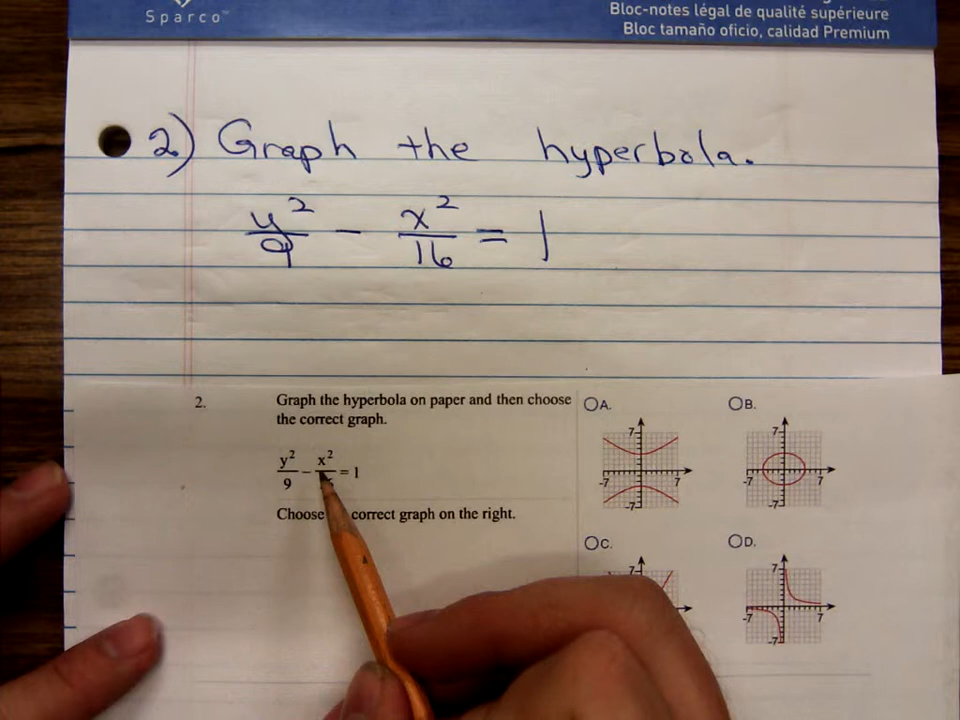 Sparco
Bloc-notes légal de qualité supérieure
Bloc tamaño oficio, calidad Premium
2.) Graph the hyperbola.
y² / 9 - x² / 16 = 1
2. Graph the hyperbola on paper and then choose
the correct graph.
y² / 9 - x² = 1
Choose correct graph on the right.
A.
7
-7 7
-7
B.
7
-7 7
-7
C.
7
D.
7
-7 7
-7